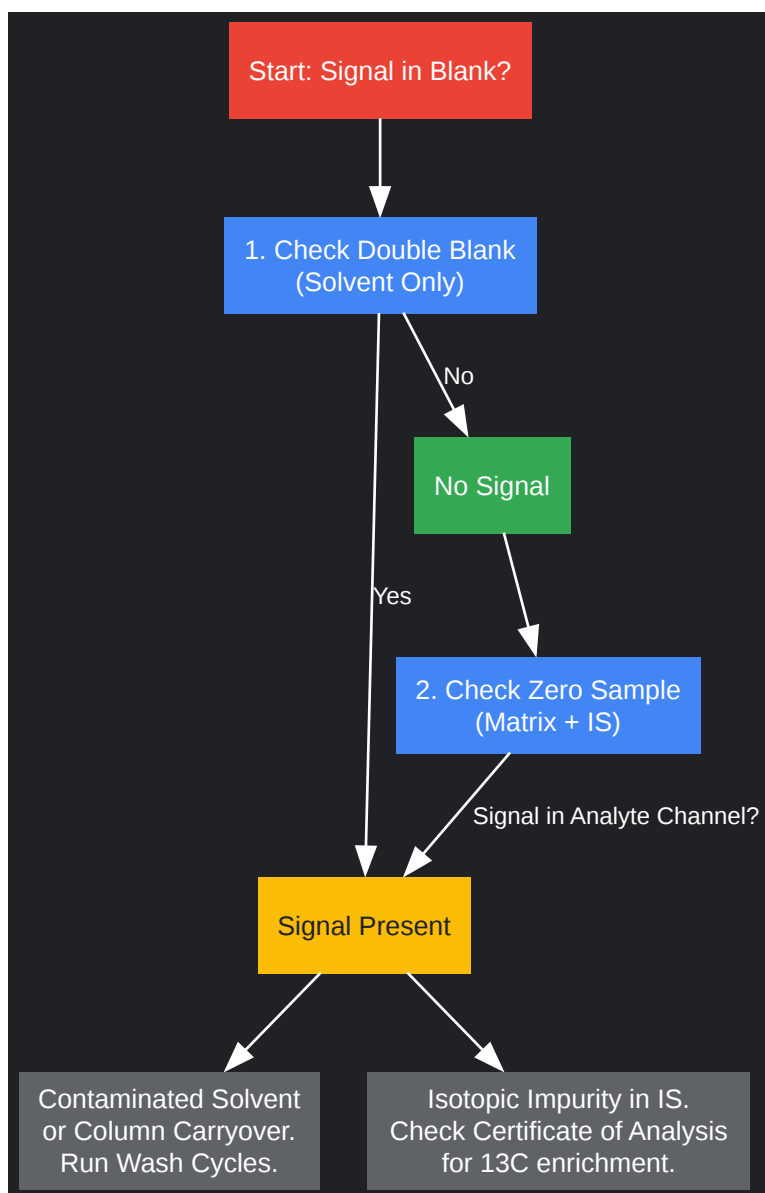 Start: Signal in Blank?
1. Check Double Blank
(Solvent Only)
No
No Signal
Yes
2. Check Zero Sample
(Matrix + IS)
Signal in Analyte Channel?
Signal Present
Contaminated Solvent
or Column Carryover.
Run Wash Cycles.
Isotopic Impurity in IS.
Check Certificate of Analysis
for 13C enrichment.